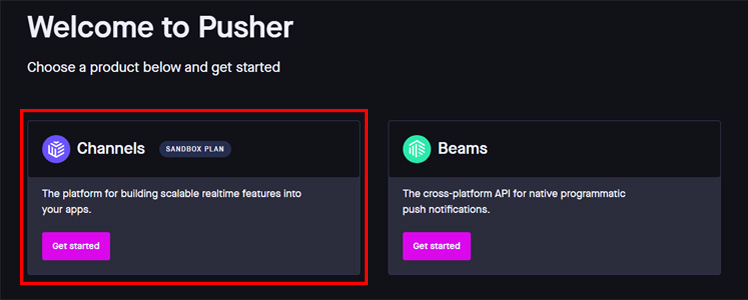 Welcome to Pusher
Choose a product below and get started
Channels
SANDBOX PLAN
The platform for building scalable realtime features into
your apps.
Get started
Beams
The cross-platform API for native programmatic
push notifications.
Get started